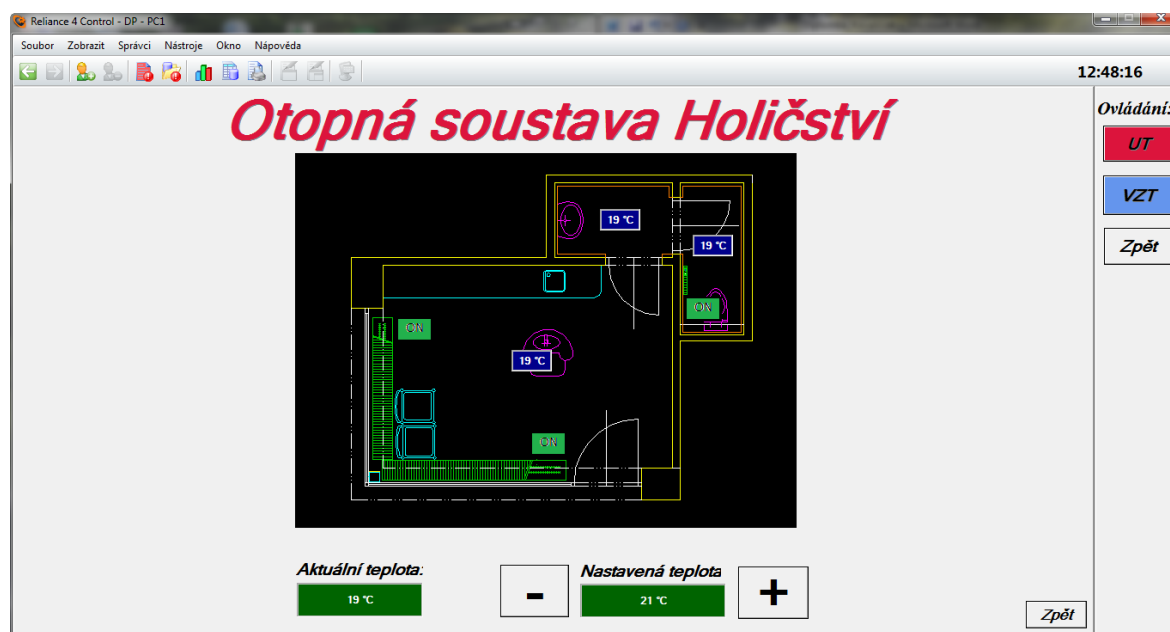 Reliance 4 Control - DP - PC1
Soubor Zobrazit Správci Nástroje Okno Nápověda
12:48:16
Otopná soustava Holičství
Ovládání:
UT
VZT
Zpět
19 °C
19 °C
ON
ON
19 °C
ON
Aktuální teplota:
19 °C
-
Nastavená teplota
21 °C
+
Zpět